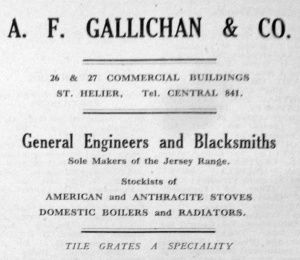 A. F. GALLICHAN & CO.
26 & 27 COMMERCIAL BUILDINGS
ST. HELIER, Tel. CENTRAL 841.
General Engineers and Blacksmiths
Sole Makers of the Jersey Range.
Stockists of
AMERICAN and ANTHRACITE STOVES
DOMESTIC BOILERS and RADIATORS.
TILE GRATES A SPECIALITY